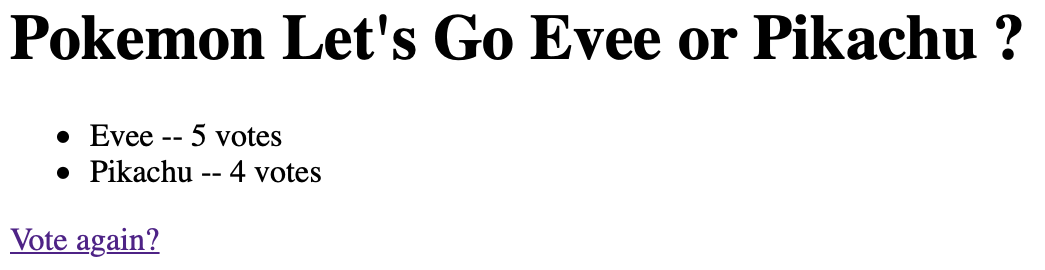 Pokemon Let's Go Evee or Pikachu ?
Evee -- 5 votes
Pikachu -- 4 votes
Vote again?